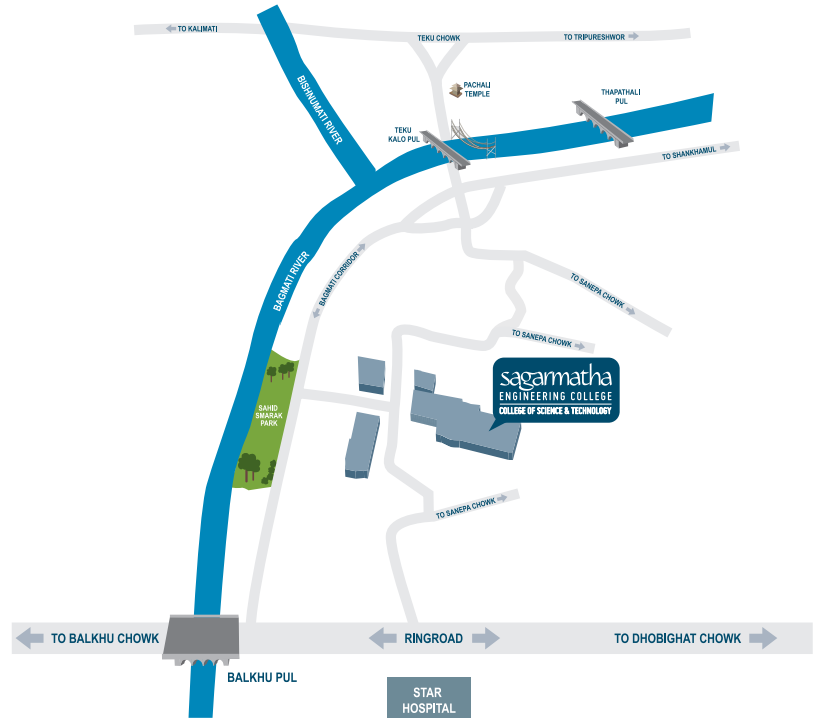 TO KALIMATI
TEKU CHOWK
TO TRIPURESHWOR
BISHNUMATI RIVER
PACHALI
TEMPLE
THAPATHALI
PUL
TEKU
KALO PUL
TO SHANKHAMUL
BAGMATI RIVER
BAGMATI CORRIDOR
TO SANEPA CHOWK
TO SANEPA CHOWK
sagarmatha
ENGINEERING COLLEGE
COLLEGE OF SCIENCE & TECHNOLOGY
SAHID
SMARAK
PARK
TO SANEPA CHOWK
TO BALKHU CHOWK
RINGROAD
TO DHOBIGHAT CHOWK
BALKHU PUL
STAR
HOSPITAL